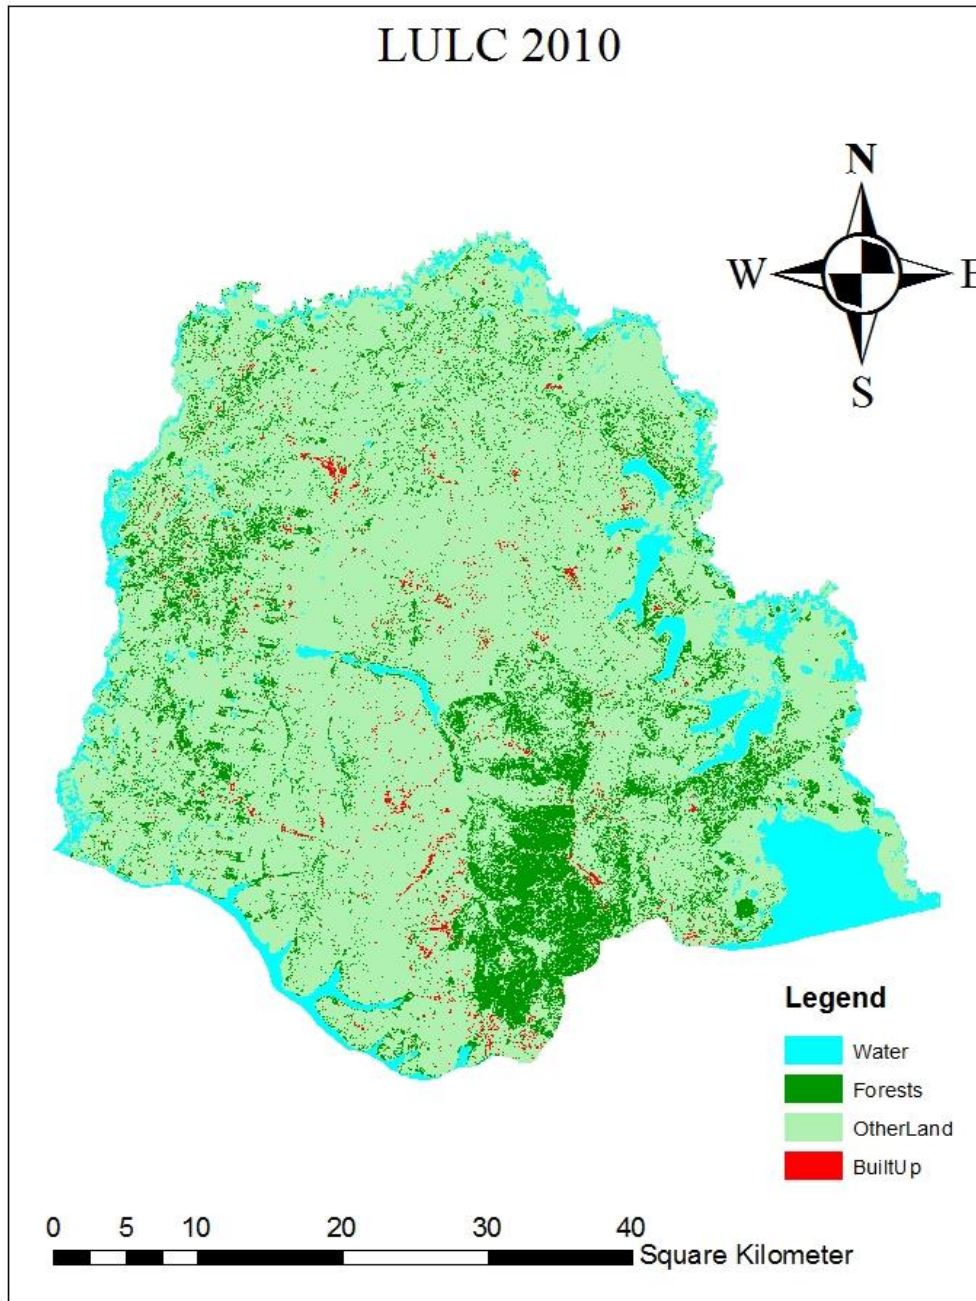 LULC 2010
N
W
E
S
Legend
Water
Forests
OtherLand
BuiltUp
0 5 10 20 30 40
Square Kilometer